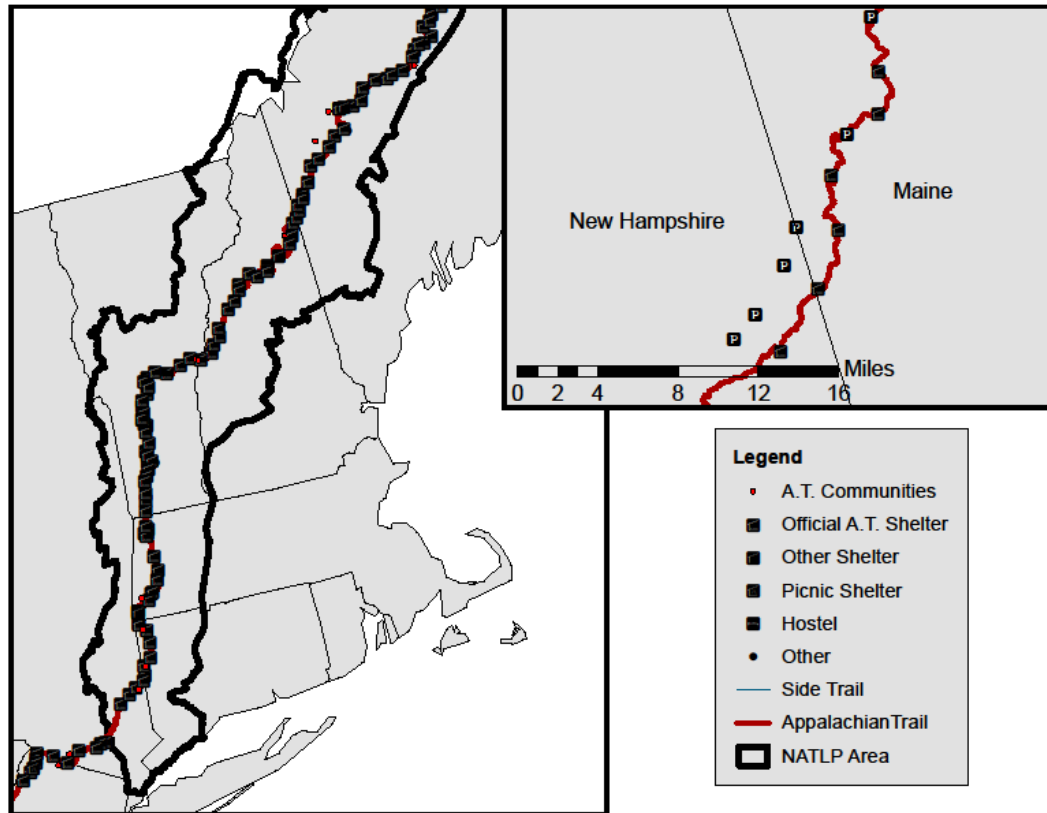 P
P
Maine
New Hampshire
P
P
P
P
Miles
0 2 4 8 12 16
Legend
A.T. Communities
Official A.T. Shelter
Other Shelter
Picnic Shelter
Hostel
Other
Side Trail
AppalachianTrail
NATLP Area